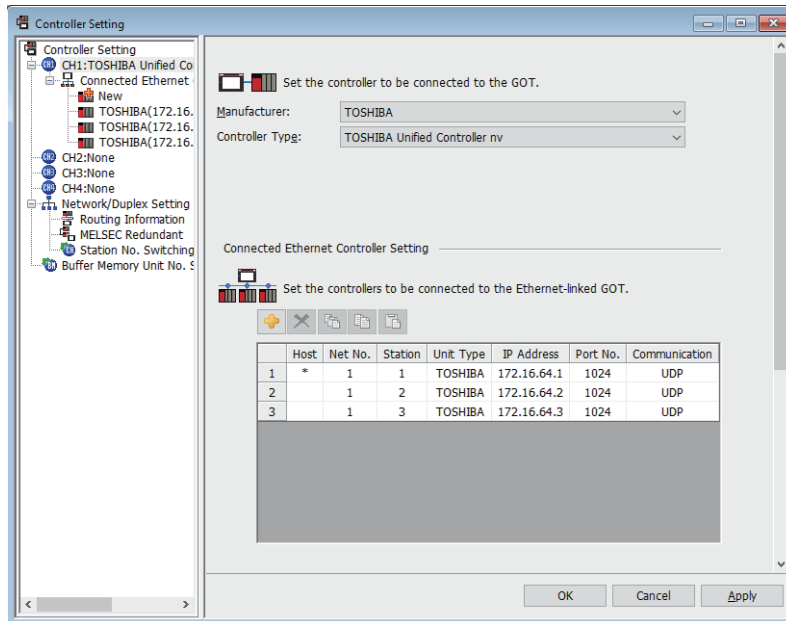 Controller Setting
Controller Setting
CH1:TOSHIBA Unified Co
Connected Ethernet
New
TOSHIBA(172.16.
TOSHIBA(172.16.
TOSHIBA(172.16.
CH2:None
CH3:None
CH4:None
Network/Duplex Setting
Routing Information
MELSEC Redundant
Station No. Switching
Buffer Memory Unit No. S
Set the controller to be connected to the GOT.
Manufacturer: TOSHIBA
Controller Type: TOSHIBA Unified Controller nv
Connected Ethernet Controller Setting
Set the controllers to be connected to the Ethernet-linked GOT.
Host Net No. Station Unit Type IP Address Port No. Communication
1 * 1 1 TOSHIBA 172.16.64.1 1024 UDP
2 1 2 TOSHIBA 172.16.64.2 1024 UDP
3 1 3 TOSHIBA 172.16.64.3 1024 UDP
OK Cancel Apply